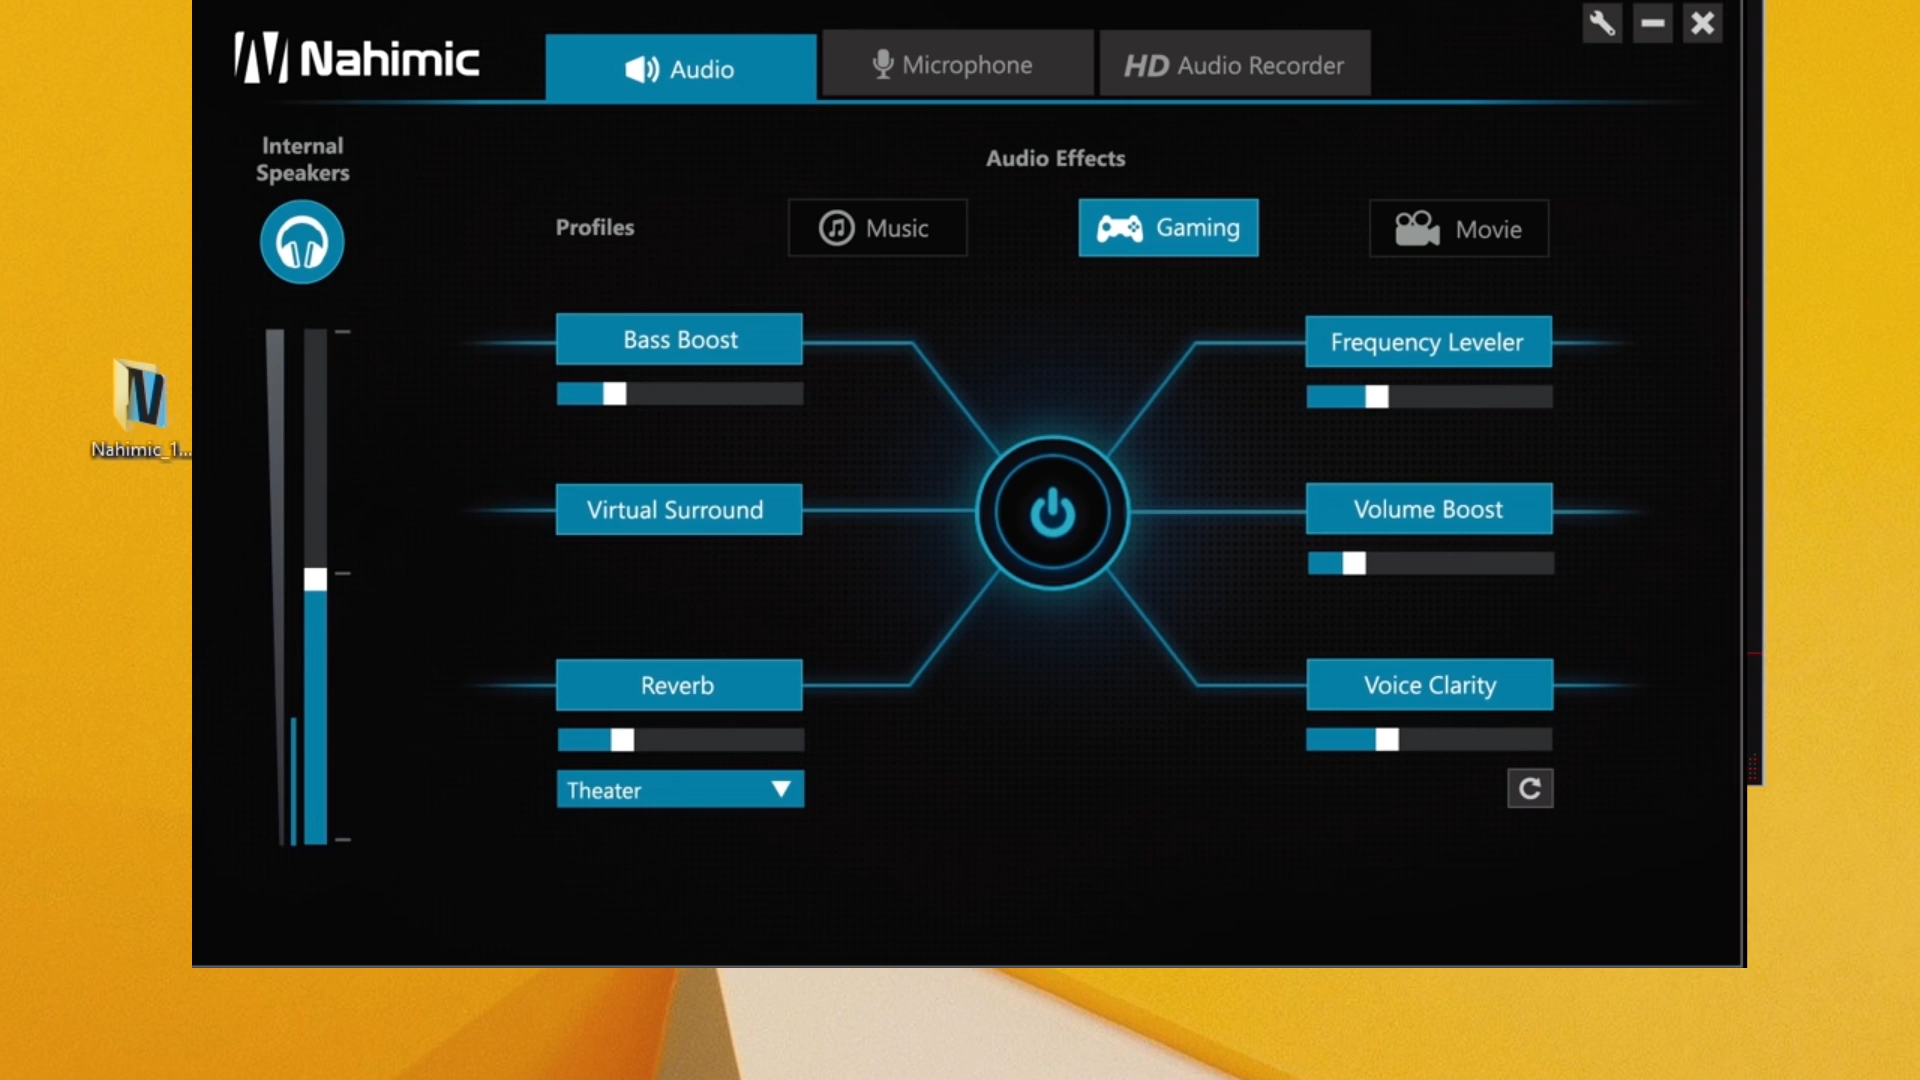 Nahimic
Audio
Microphone
HD Audio Recorder
Internal
Speakers
Audio Effects
Profiles
Music
Gaming
Movie
Bass Boost
Frequency Leveler
Nahimic_1...
Virtual Surround
Volume Boost
Reverb
Voice Clarity
Theater